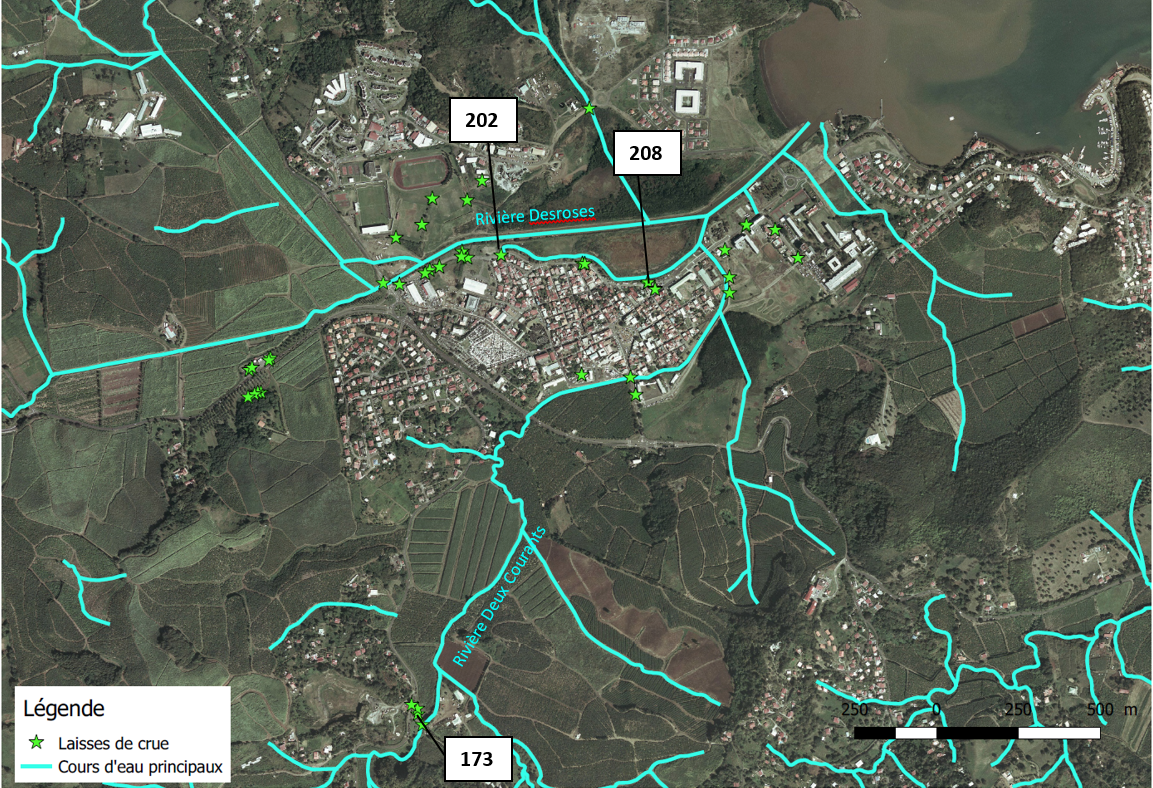 202
208
Rivière Desroses
Rivière Deux Courants
Légende
Laisses de crue
Cours d'eau principaux
250 0 250 500 m
173